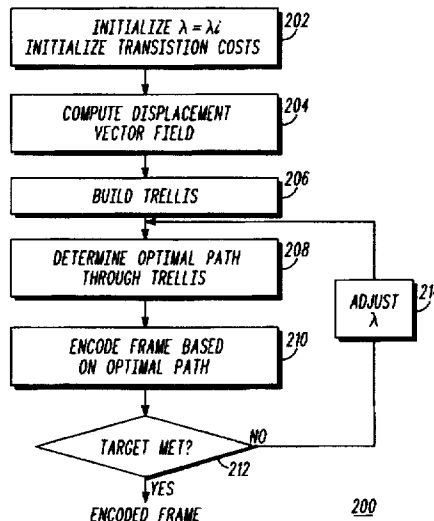 INITIALIZE λ = λi
INITIALIZE TRANSISTION COSTS
202
COMPUTE DISPLACEMENT
VECTOR FIELD
204
BUILD TRELLIS
206
DETERMINE OPTIMAL PATH
THROUGH TRELLIS
208
ADJUST
λ
21
ENCODE FRAME BASED
ON OPTIMAL PATH
210
TARGET MET?
NO
212
YES
ENCODED FRAME
200